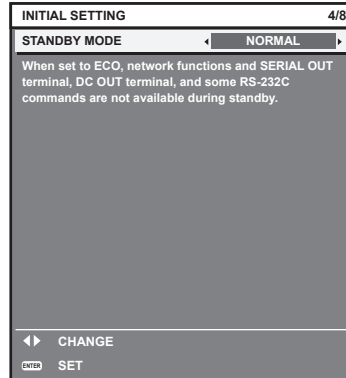 INITIAL SETTING 4/8
STANDBY MODE NORMAL
When set to ECO, network functions and SERIAL OUT
terminal, DC OUT terminal, and some RS-232C
commands are not available during standby.
CHANGE
ENTER SET